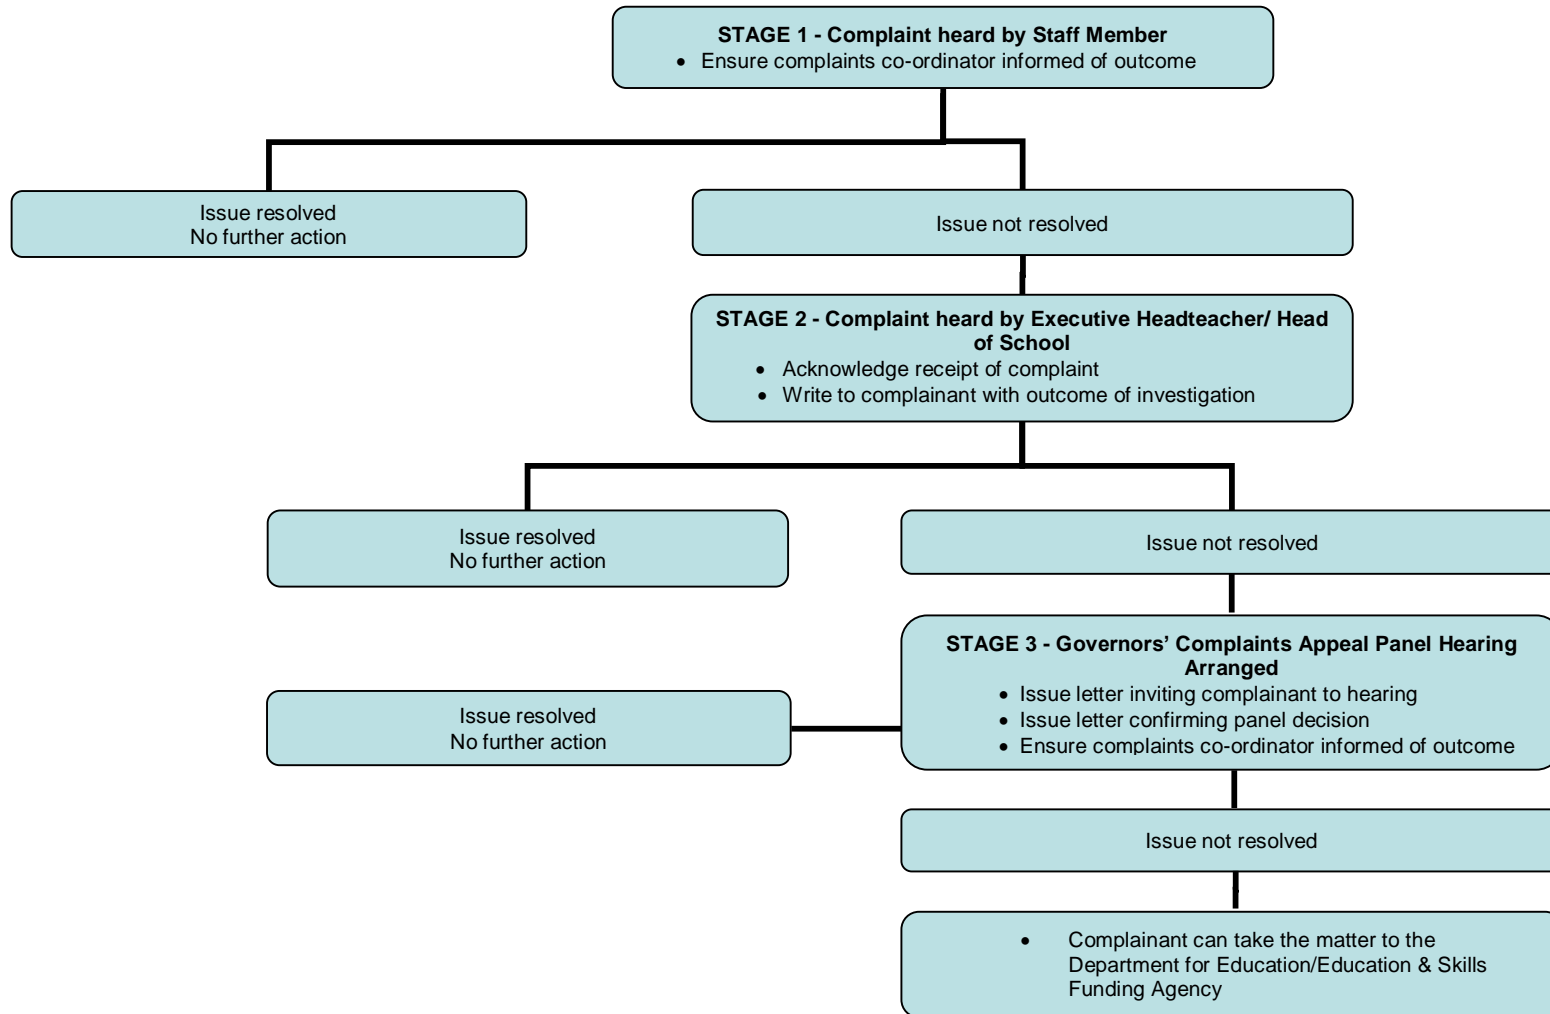 STAGE 1 - Complaint heard by Staff Member
• Ensure complaints co-ordinator informed of outcome
Issue resolved
No further action
Issue not resolved
STAGE 2 - Complaint heard by Executive Headteacher/ Head
of School
• Acknowledge receipt of complaint
• Write to complainant with outcome of investigation
Issue resolved
No further action
Issue not resolved
STAGE 3 - Governors’ Complaints Appeal Panel Hearing
Arranged
• Issue letter inviting complainant to hearing
• Issue letter confirming panel decision
• Ensure complaints co-ordinator informed of outcome
Issue resolved
No further action
Issue not resolved
• Complainant can take the matter to the
Department for Education/Education & Skills
Funding Agency